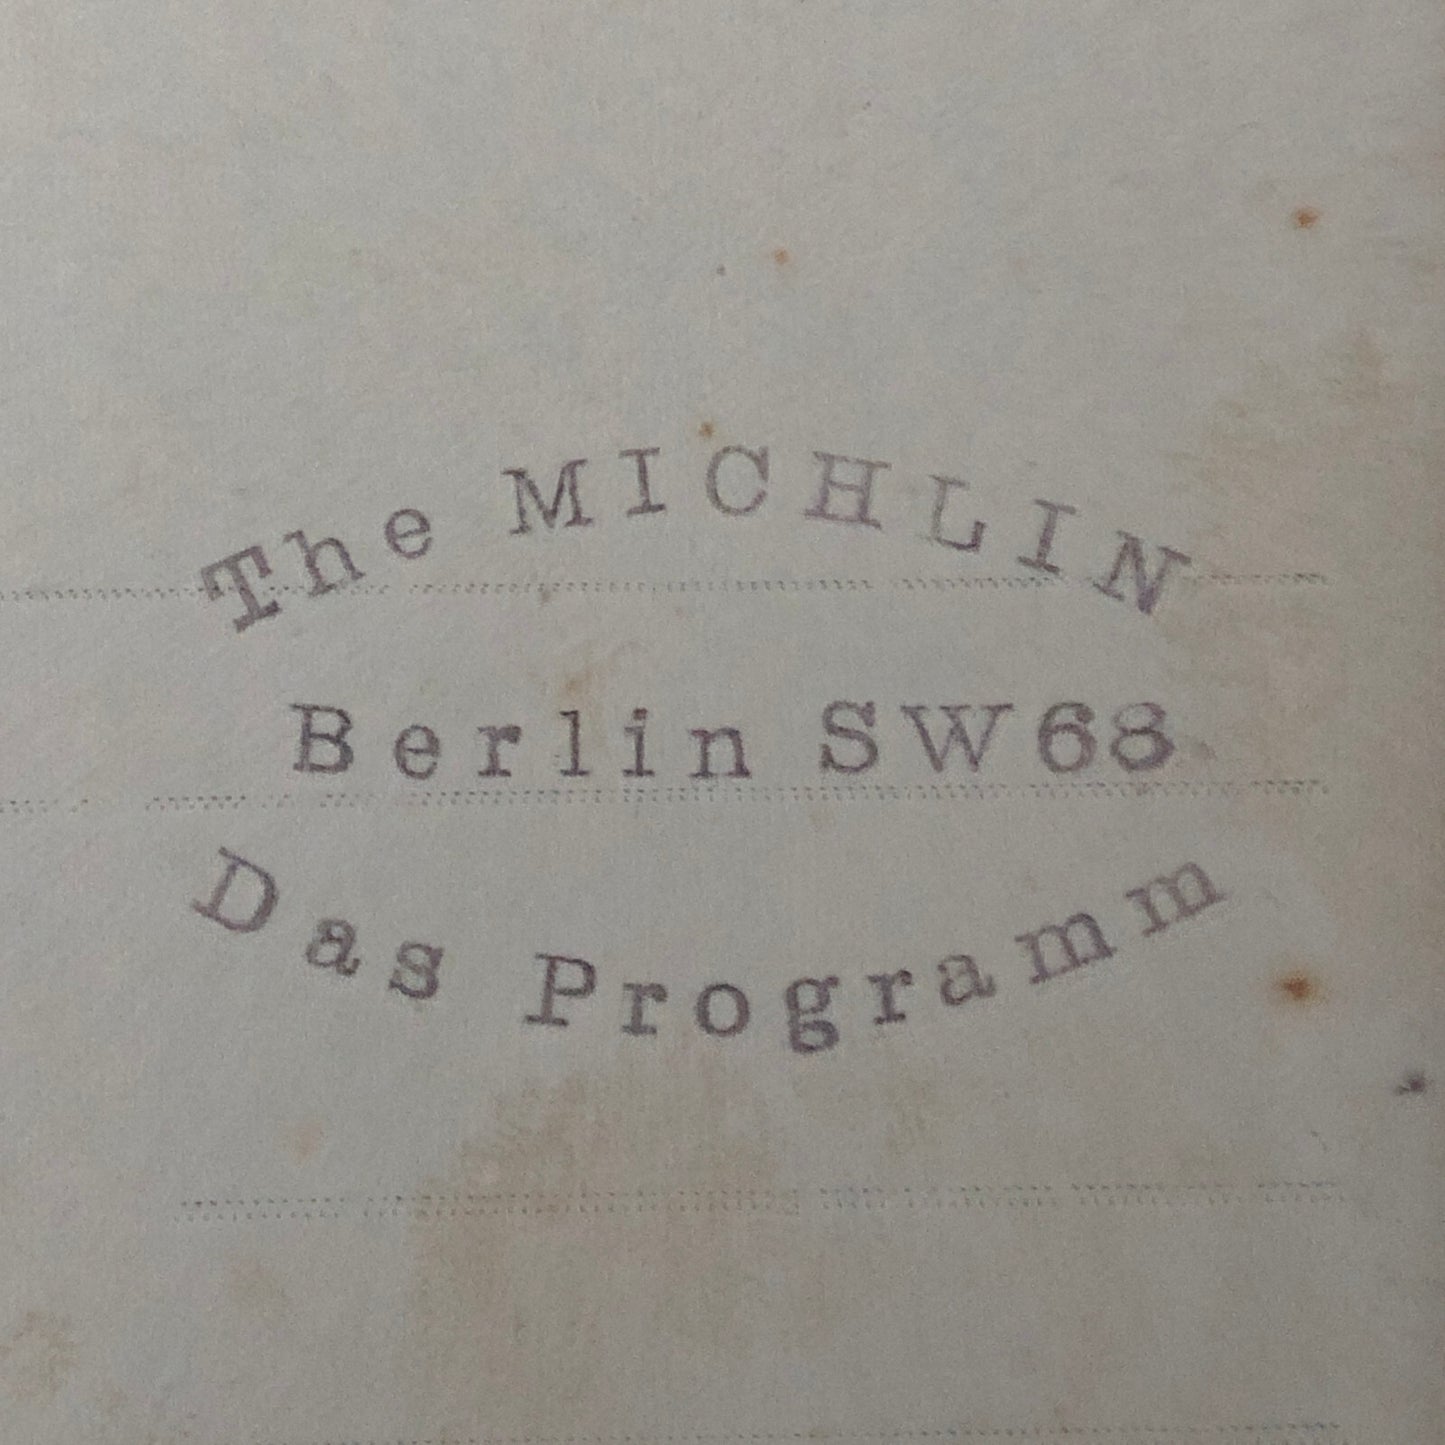 The MICHLIN
Berlin SW68
Das Programm